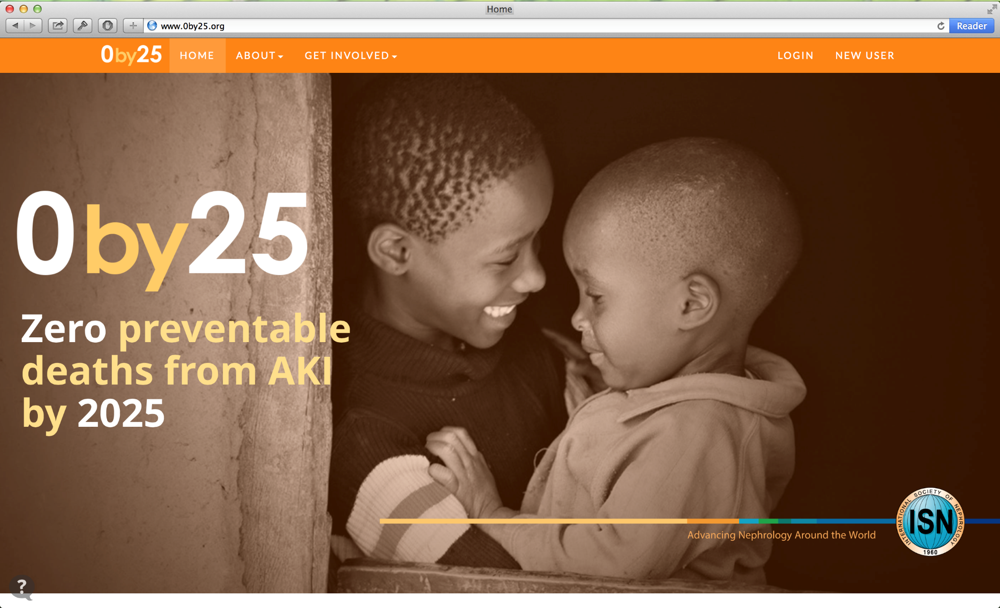 Home
www.0by25.org
Reader
0by25
HOME
ABOUT
GET INVOLVED
LOGIN
NEW USER
0by25
Zero preventable
deaths from AKI
by 2025
Advancing Nephrology Around the World
INTERNATIONAL SOCIETY OF NEPHROLOGY
ISN
1960
?